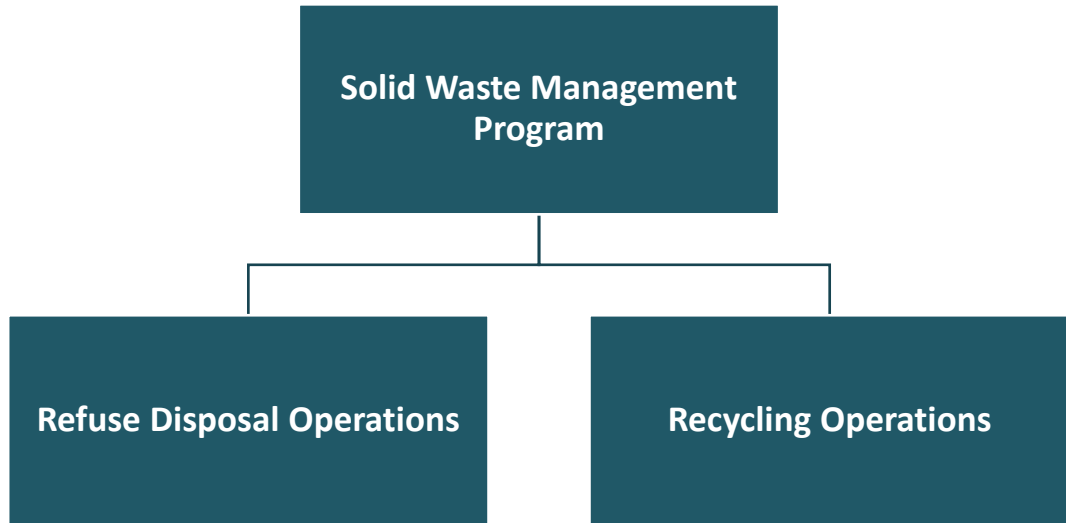 Solid Waste Management
Program
Refuse Disposal Operations
Recycling Operations